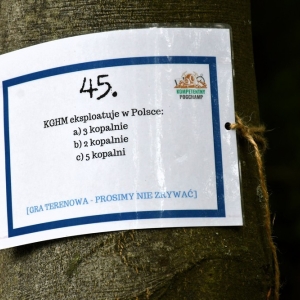 45.
KGHM eksploatuje w Polsce:
a) 3 kopalnie
b) 2 kopalnie
c) 5 kopalni
[GRA TERENOWA - PROSIMY NIE ZRYWAĆ]